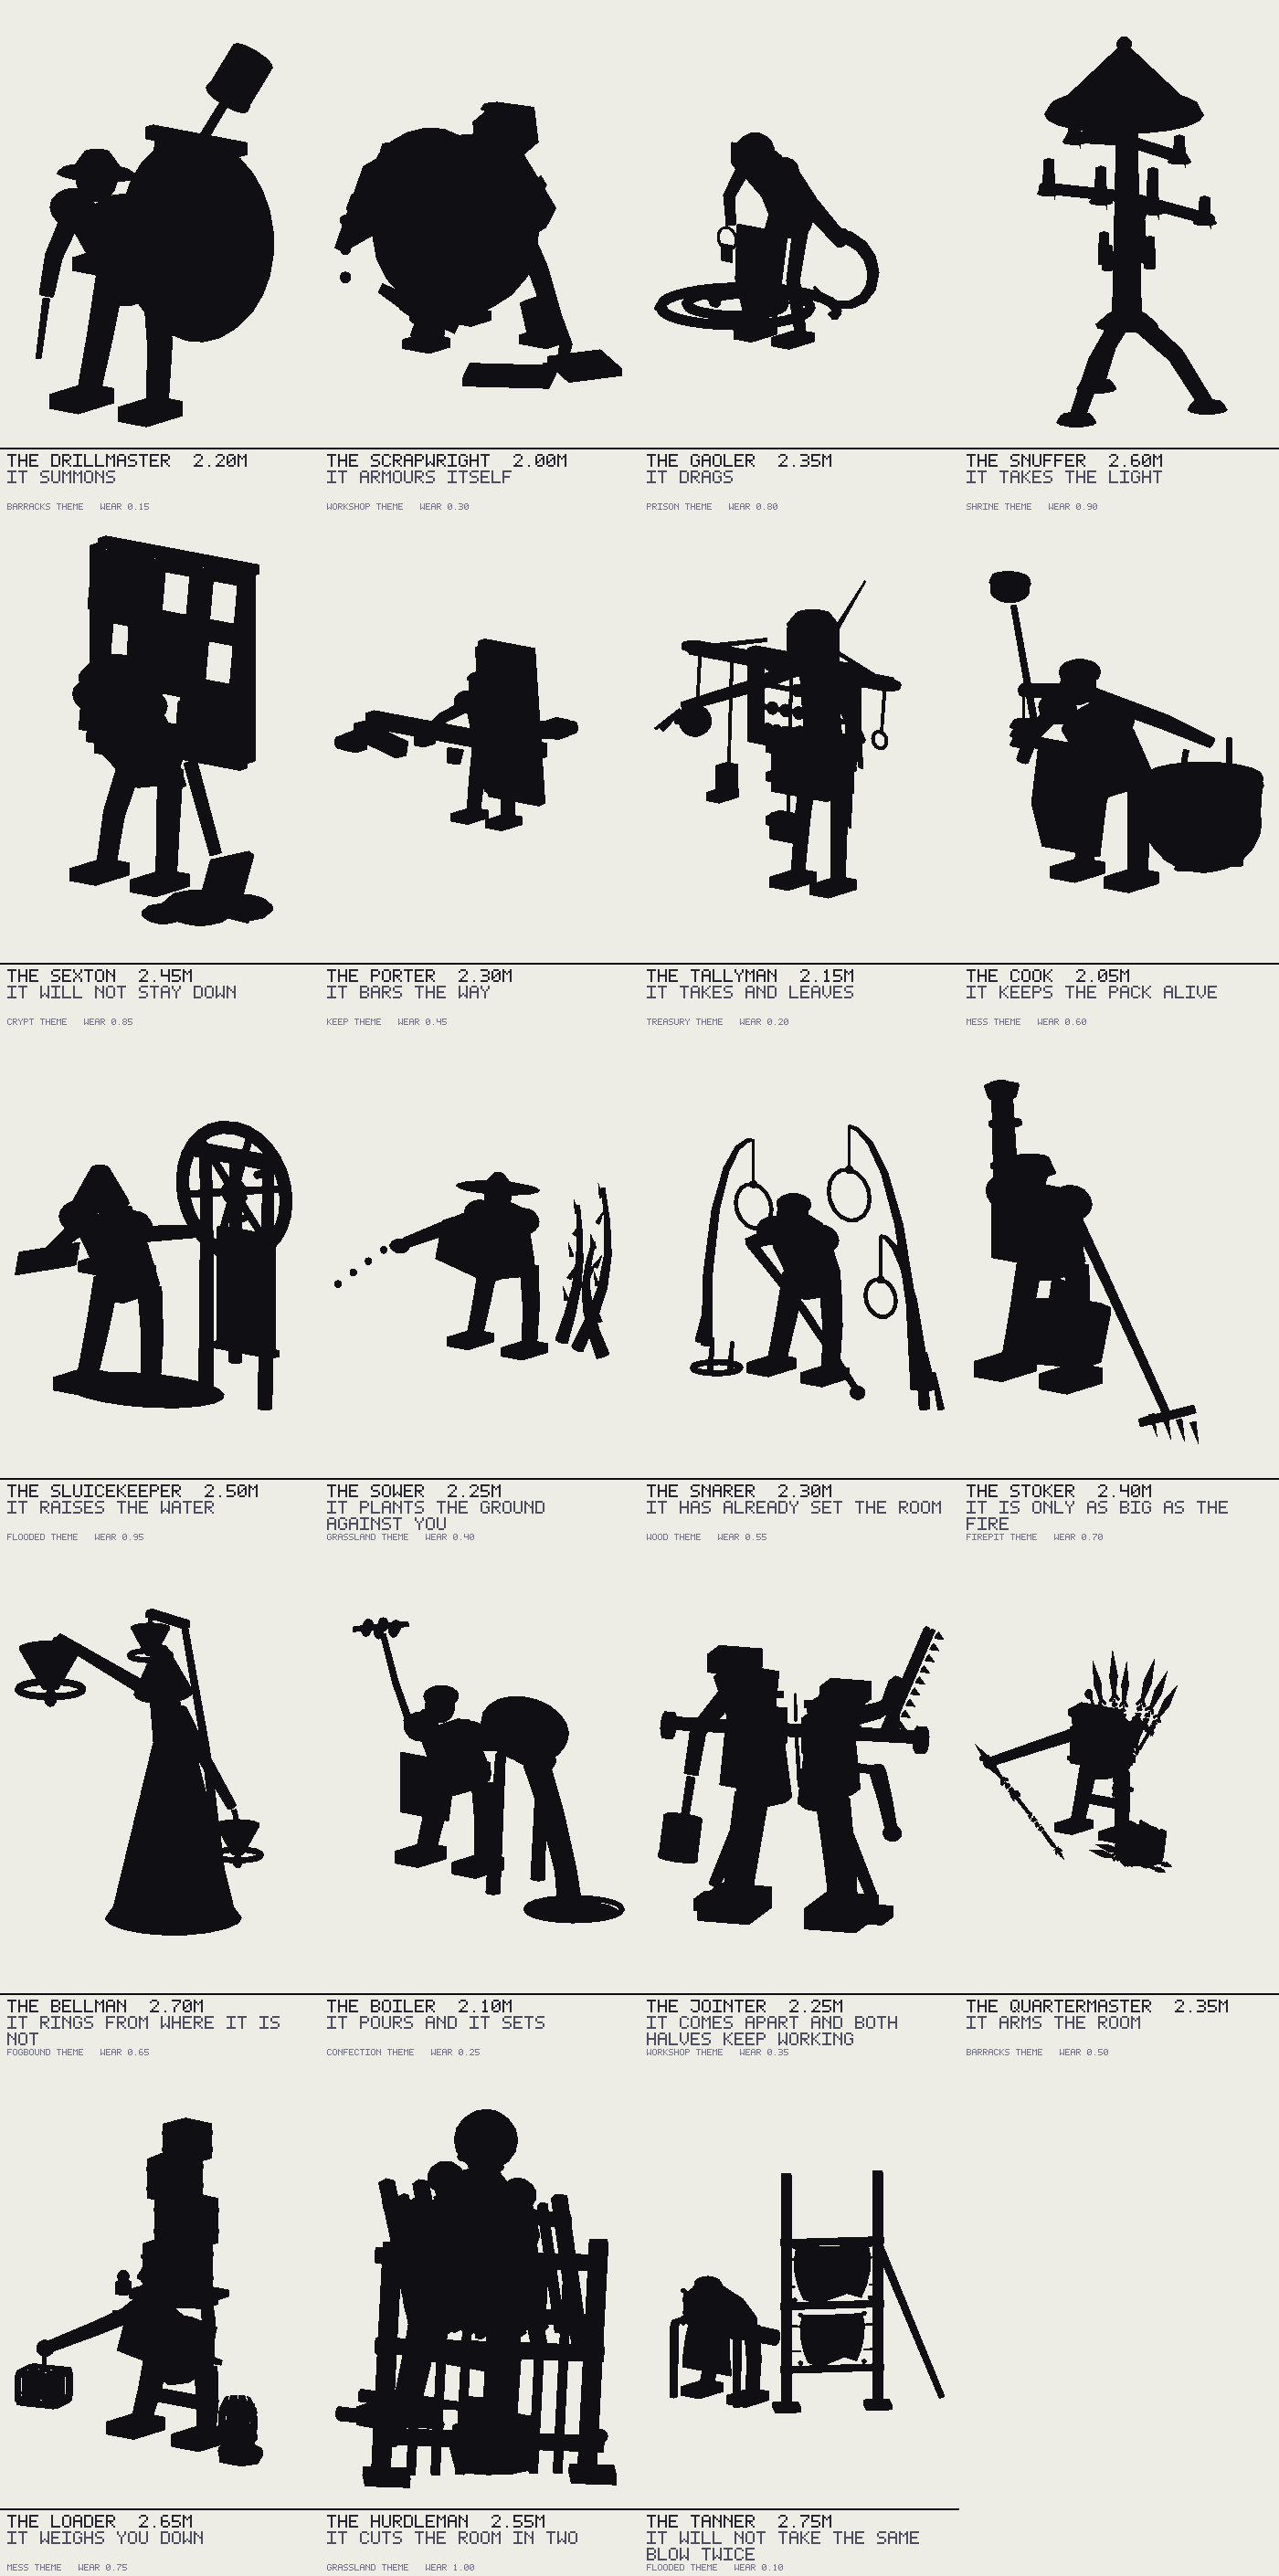 THE DRILLMASTER 2.20M
IT SUMMONS
BARRACKS THEME WEAR 0.15
THE SCRAPWRIGHT 2.00M
IT ARMOURS ITSELF
WORKSHOP THEME WEAR 0.30
THE GAOLER 2.35M
IT DRAGS
PRISON THEME WEAR 0.80
THE SNUFFER 2.60M
IT TAKES THE LIGHT
SHRINE THEME WEAR 0.90
THE SEXTON 2.45M
IT WILL NOT STAY DOWN
CRYPT THEME WEAR 0.85
THE PORTER 2.30M
IT BARS THE WAY
KEEP THEME WEAR 0.45
THE TALLYMAN 2.15M
IT TAKES AND LEAVES
TREASURY THEME WEAR 0.20
THE COOK 2.05M
IT KEEPS THE PACK ALIVE
MESS THEME WEAR 0.60
THE SLUICEKEEPER 2.50M
IT RAISES THE WATER
FLOODED THEME WEAR 0.95
THE SOWER 2.25M
IT PLANTS THE GROUND
AGAINST YOU
GRASSLAND THEME WEAR 0.40
THE SNARER 2.30M
IT HAS ALREADY SET THE ROOM
WOOD THEME WEAR 0.55
THE STOKER 2.40M
IT IS ONLY AS BIG AS THE
FIRE
FIREPIT THEME WEAR 0.70
THE BELLMAN 2.70M
IT RINGS FROM WHERE IT IS
NOT
FOGBOUND THEME WEAR 0.65
THE BOILER 2.10M
IT POURS AND IT SETS
CONFECTION THEME WEAR 0.25
THE JOINTER 2.25M
IT COMES APART AND BOTH
HALVES KEEP WORKING
WORKSHOP THEME WEAR 0.35
THE QUARTERMASTER 2.35M
IT ARMS THE ROOM
BARRACKS THEME WEAR 0.50
THE LOADER 2.65M
IT WEIGHS YOU DOWN
MESS THEME WEAR 0.75
THE HURDLEMAN 2.55M
IT CUTS THE ROOM IN TWO
GRASSLAND THEME WEAR 1.00
THE TANNER 2.75M
IT WILL NOT TAKE THE SAME
BLOW TWICE
FLOODED THEME WEAR 0.10